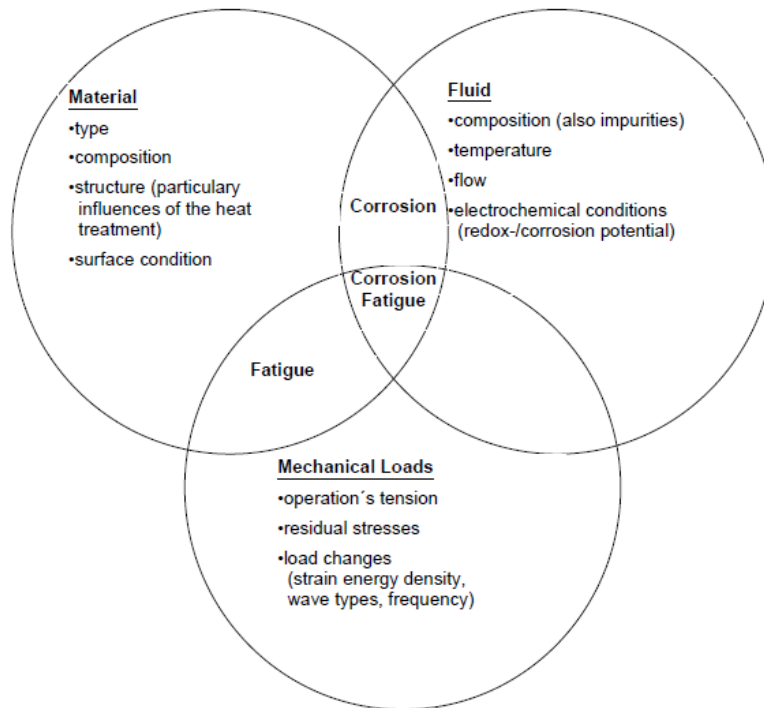 Material
•type
•composition
•structure (particulary
influences of the heat
treatment)
•surface condition
Fluid
•composition (also impurities)
•temperature
•flow
•electrochemical conditions
(redox-/corrosion potential)
Corrosion
Corrosion
Fatigue
Fatigue
Mechanical Loads
•operation´s tension
•residual stresses
•load changes
(strain energy density,
wave types, frequency)